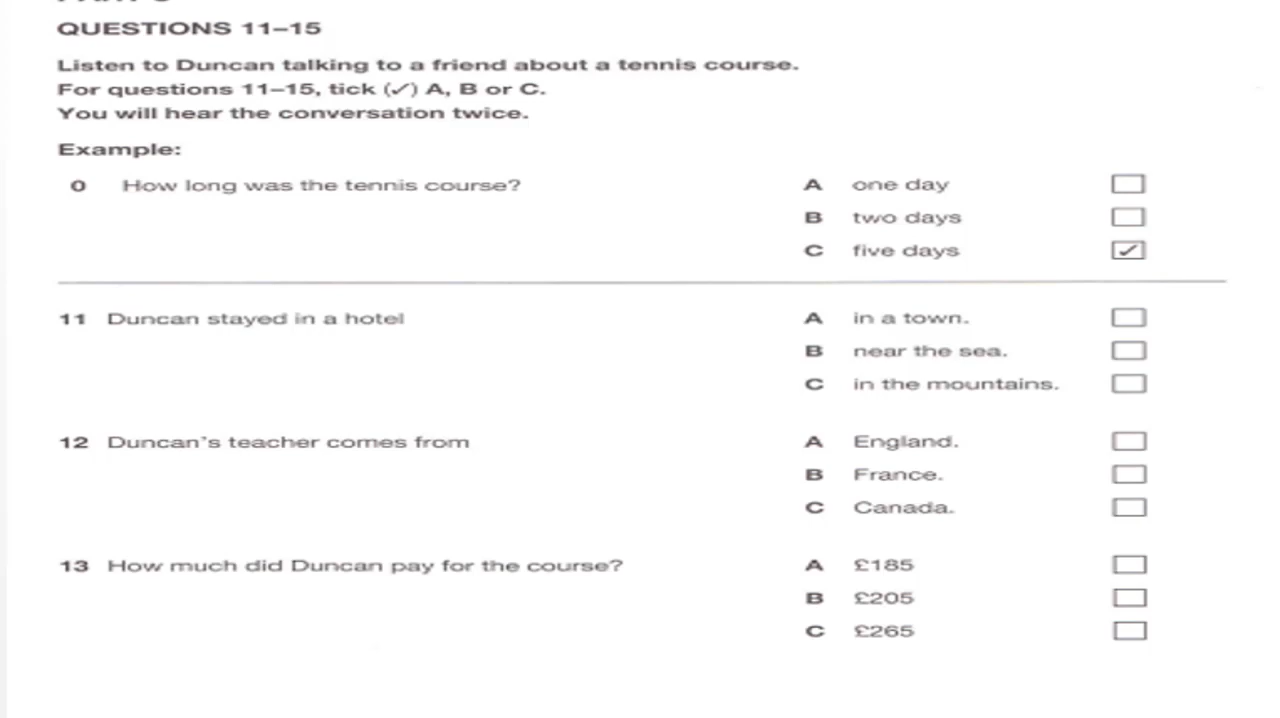 QUESTIONS 11–15
Listen to Duncan talking to a friend about a tennis course.
For questions 11–15, tick (✓) A, B or C.
You will hear the conversation twice.
Example:
0 How long was the tennis course? A one day
B two days
C five days ✓
11 Duncan stayed in a hotel A in a town.
B near the sea.
C in the mountains.
12 Duncan's teacher comes from A England.
B France.
C Canada.
13 How much did Duncan pay for the course? A £185
B £205
C £265